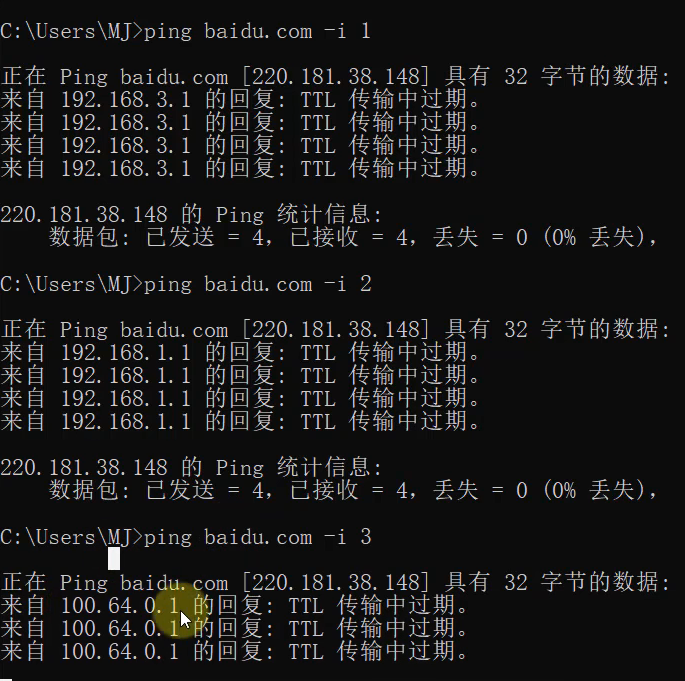 C:\Users\MJ>ping baidu.com -i 1
正在 Ping baidu.com [220.181.38.148] 具有 32 字节的数据:
来自 192.168.3.1 的回复: TTL 传输中过期。
来自 192.168.3.1 的回复: TTL 传输中过期。
来自 192.168.3.1 的回复: TTL 传输中过期。
来自 192.168.3.1 的回复: TTL 传输中过期。
220.181.38.148 的 Ping 统计信息:
数据包: 已发送 = 4，已接收 = 4，丢失 = 0 (0% 丢失)，
C:\Users\MJ>ping baidu.com -i 2
正在 Ping baidu.com [220.181.38.148] 具有 32 字节的数据:
来自 192.168.1.1 的回复: TTL 传输中过期。
来自 192.168.1.1 的回复: TTL 传输中过期。
来自 192.168.1.1 的回复: TTL 传输中过期。
来自 192.168.1.1 的回复: TTL 传输中过期。
220.181.38.148 的 Ping 统计信息:
数据包: 已发送 = 4，已接收 = 4，丢失 = 0 (0% 丢失)，
C:\Users\MJ>ping baidu.com -i 3
正在 Ping baidu.com [220.181.38.148] 具有 32 字节的数据:
来自 100.64.0.1 的回复: TTL 传输中过期。
来自 100.64.0.1 的回复: TTL 传输中过期。
来自 100.64.0.1 的回复: TTL 传输中过期。